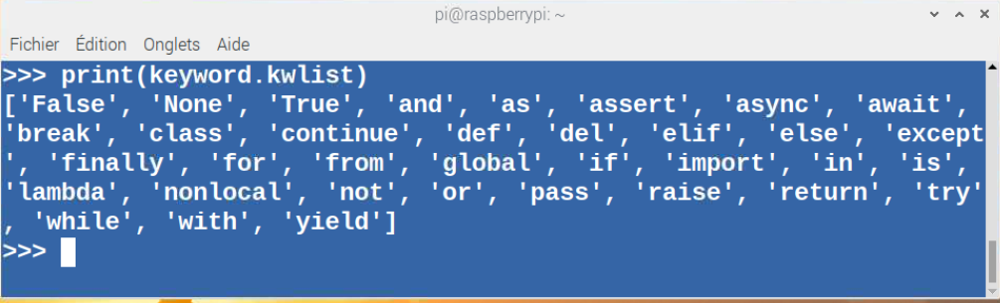 pi@raspberrypi: ~
Fichier Édition Onglets Aide
>>> print(keyword.kwlist)
['False', 'None', 'True', 'and', 'as', 'assert', 'async', 'await',
'break', 'class', 'continue', 'def', 'del', 'elif', 'else', 'except
', 'finally', 'for', 'from', 'global', 'if', 'import', 'in', 'is',
'lambda', 'nonlocal', 'not', 'or', 'pass', 'raise', 'return', 'try'
, 'while', 'with', 'yield']
>>>